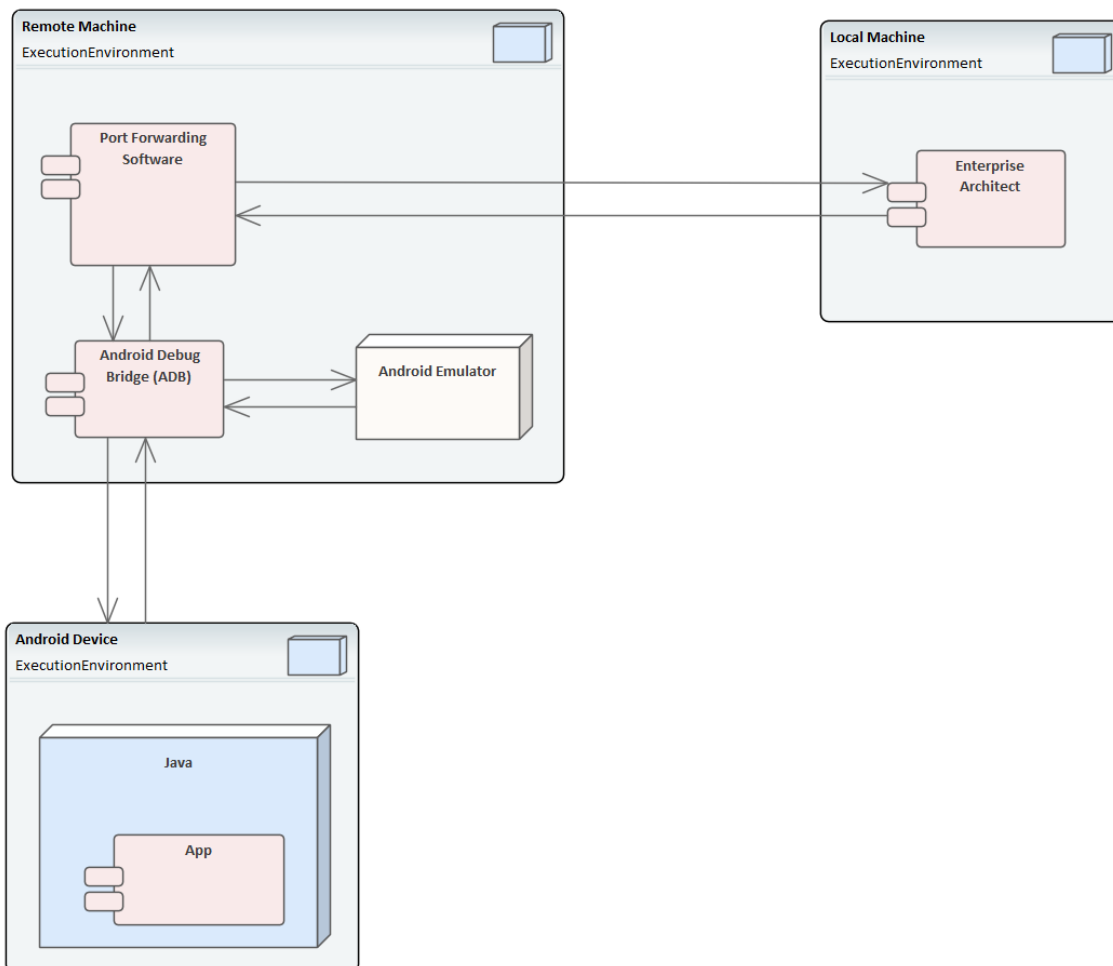 Remote Machine
ExecutionEnvironment
Port Forwarding
Software
Android Debug
Bridge (ADB)
Android Emulator
Local Machine
ExecutionEnvironment
Enterprise
Architect
Android Device
ExecutionEnvironment
Java
App